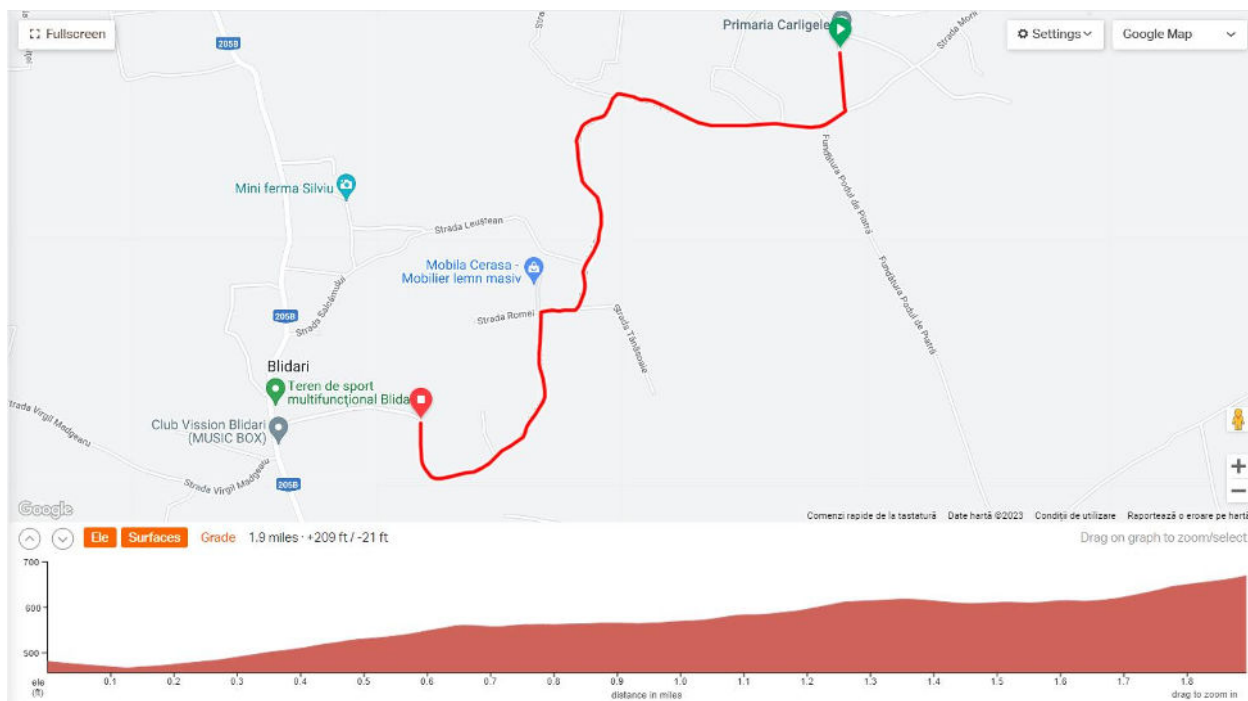 Fullscreen
Strada
Primaria Carligele
Settings
Google Map
205B
Strada Morii
Fundătura Podul de Piatră
Mini ferma Silviu
Strada Leuștean
Mobila Cerasa -
Mobilier lemn masiv
Strada Salcâmului
205B
Strada Romei
Strada Tănăsoaie
Fundătura Podul de Piatră
Blidari
Teren de sport
multifuncțional Blida
Strada Virgil Madgearu
Club Vission Blidari
(MUSIC BOX)
Strada Virgil Madgearu
205B
Google
Comenzi rapide de la tastatură Date hartă ©2023 Condiții de utilizare Raportează o eroare pe hartă
Ele Surfaces Grade 1.9 miles · +209 ft / -21 ft
Drag on graph to zoom/select
700
600
500
ele
(ft)
0.1 0.2 0.3 0.4 0.5 0.6 0.7 0.8 0.9 1.0 1.1 1.2 1.3 1.4 1.5 1.6 1.7 1.8
distance in miles
drag to zoom in